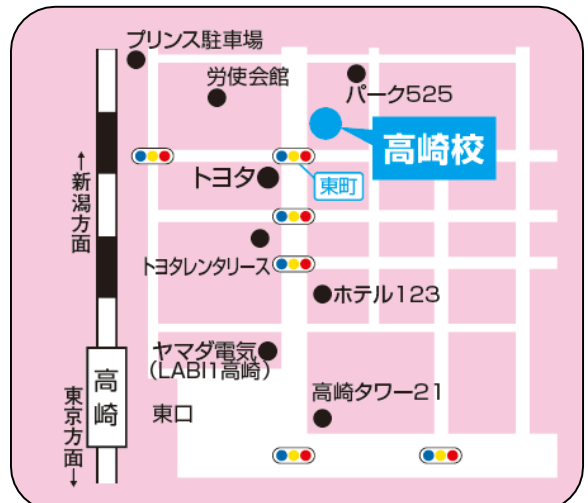 プリンス駐車場
労使会館
パーク525
高崎校
トヨタ
東町
←新潟方面
トヨタレンタリース
ホテル123
ヤマダ電気
(LABI1高崎)
高崎
東口
高崎タワー21
東京方面→